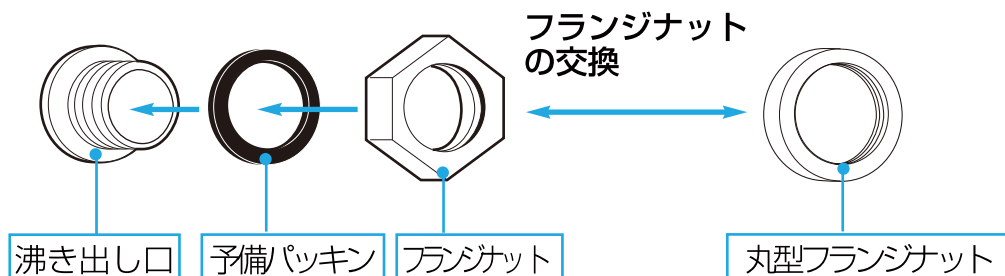 フランジナット
の交換
沸き出し口
予備パッキン
フランジナット
丸型フランジナット